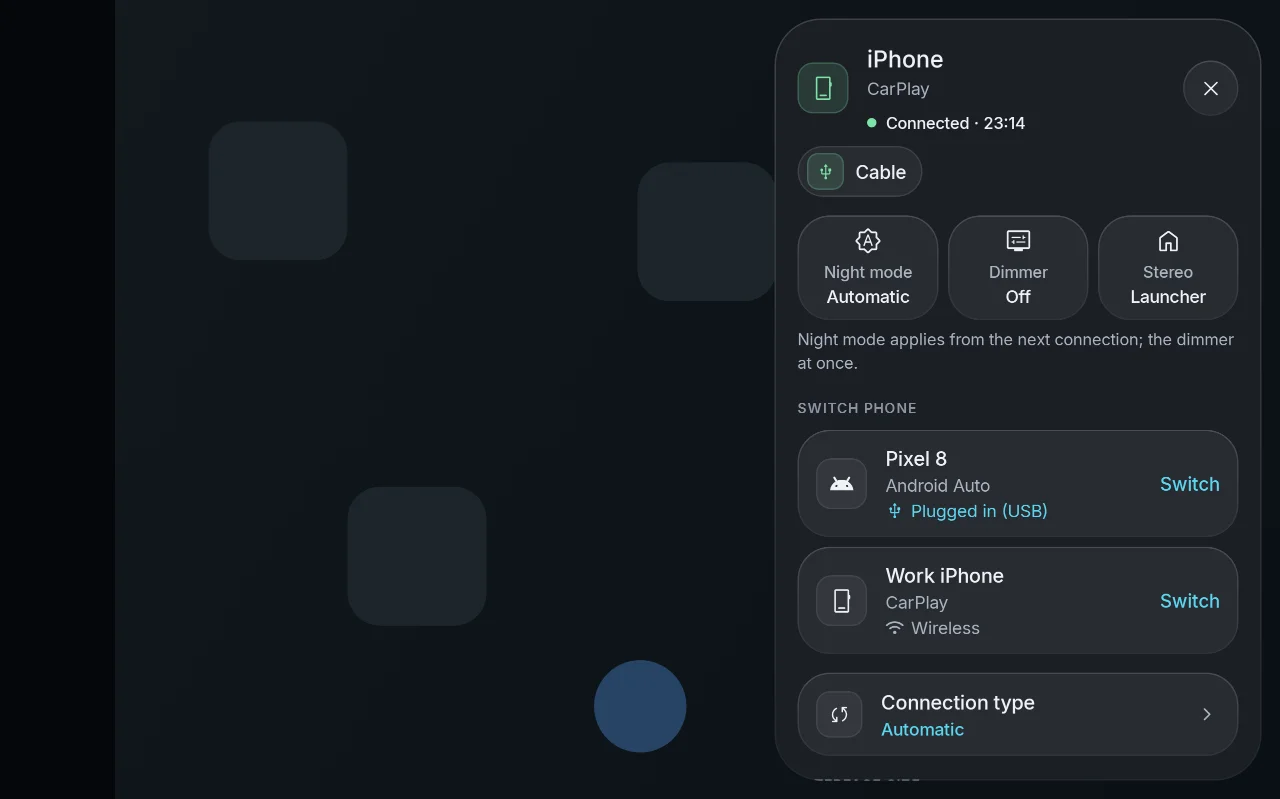 iPhone
CarPlay
Connected · 23:14
Cable
Night mode
Automatic
Dimmer
Off
Stereo
Launcher
Night mode applies from the next connection; the dimmer
at once.
SWITCH PHONE
Pixel 8
Android Auto
Plugged in (USB)
Switch
Work iPhone
CarPlay
Wireless
Switch
Connection type
Automatic